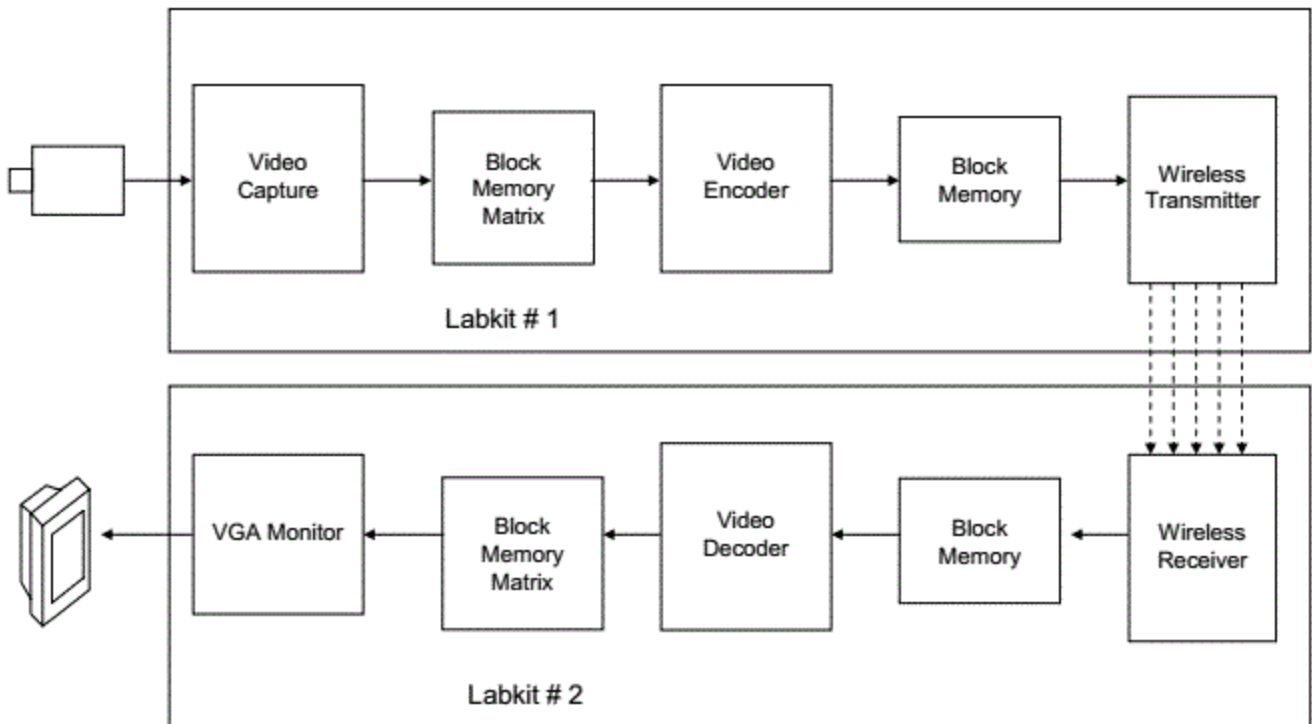 Video
Capture
Block
Memory
Matrix
Video
Encoder
Block
Memory
Wireless
Transmitter
Labkit # 1
VGA Monitor
Block
Memory
Matrix
Video
Decoder
Block
Memory
Wireless
Receiver
Labkit # 2